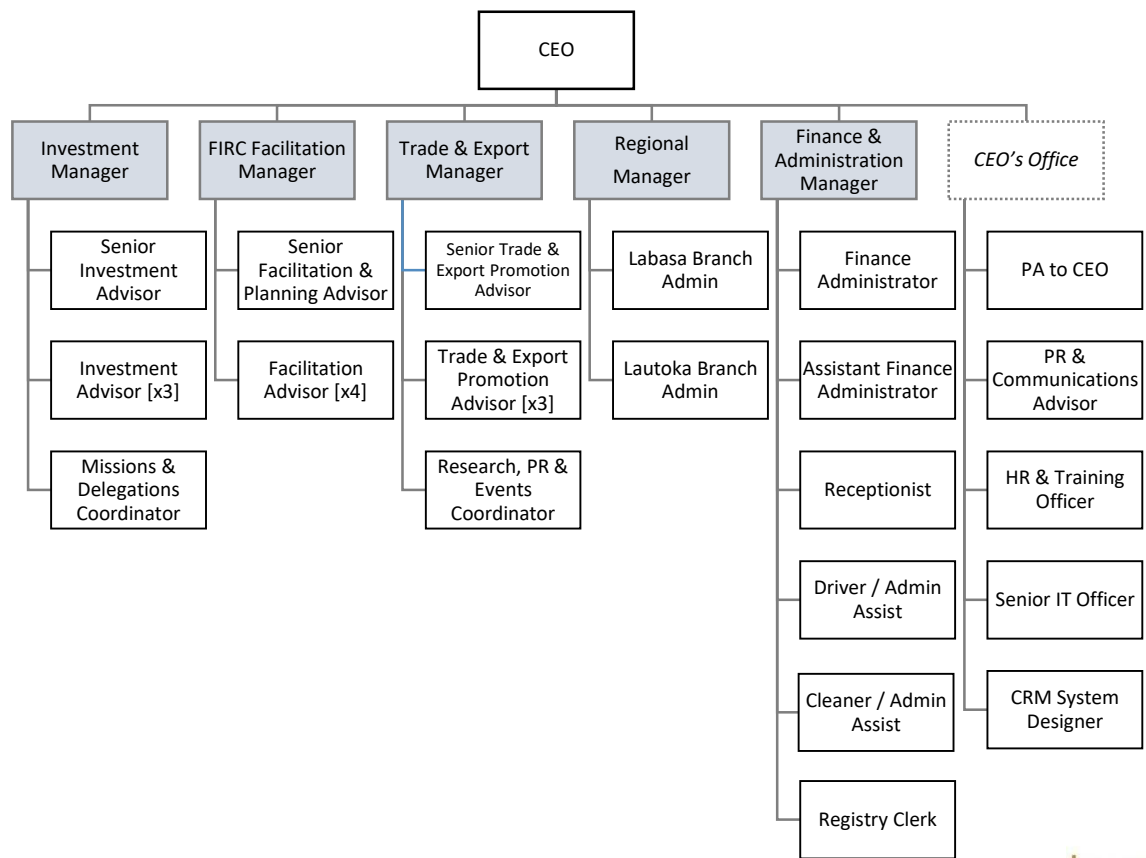 CEO
Investment
Manager
FIRC Facilitation
Manager
Trade & Export
Manager
Regional
Manager
Finance &
Administration
Manager
CEO's Office
Senior
Investment
Advisor
Senior
Facilitation &
Planning Advisor
Senior Trade &
Export Promotion
Advisor
Labasa Branch
Admin
Finance
Administrator
PA to CEO
Investment
Advisor [x3]
Facilitation
Advisor [x4]
Trade & Export
Promotion
Advisor [x3]
Lautoka Branch
Admin
Assistant Finance
Administrator
PR &
Communications
Advisor
Missions &
Delegations
Coordinator
Research, PR &
Events
Coordinator
Receptionist
HR & Training
Officer
Driver / Admin
Assist
Senior IT Officer
Cleaner / Admin
Assist
CRM System
Designer
Registry Clerk